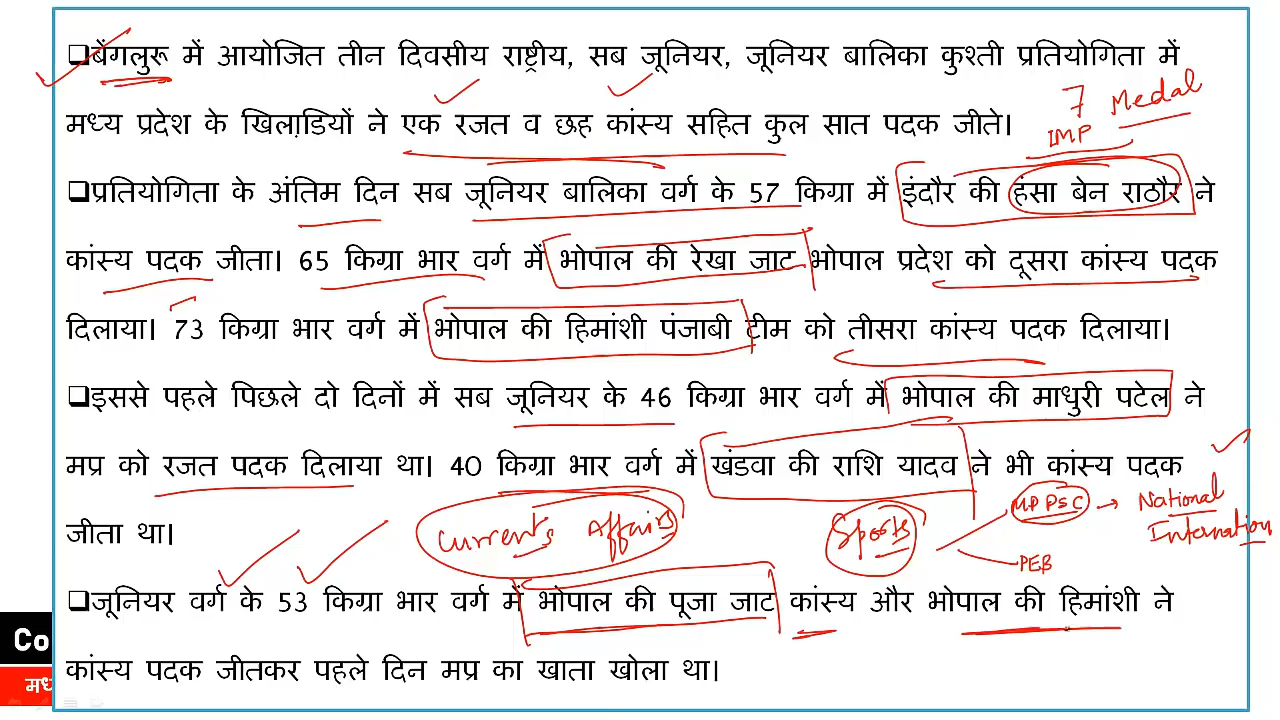 ❑बेंगलुरू में आयोजित तीन दिवसीय राष्ट्रीय, सब जूनियर, जूनियर बालिका कुश्ती प्रतियोगिता में
मध्य प्रदेश के खिलाड़ियों ने एक रजत व छह कांस्य सहित कुल सात पदक जीते।
7 Medal
IMP
❑प्रतियोगिता के अंतिम दिन सब जूनियर बालिका वर्ग के 57 किग्रा में इंदौर की हंसा बेन राठौर ने
कांस्य पदक जीता। 65 किग्रा भार वर्ग में भोपाल की रेखा जाट भोपाल प्रदेश को दूसरा कांस्य पदक
दिलाया। 73 किग्रा भार वर्ग में भोपाल की हिमांशी पंजाबी टीम को तीसरा कांस्य पदक दिलाया।
❑इससे पहले पिछले दो दिनों में सब जूनियर के 46 किग्रा भार वर्ग में भोपाल की माधुरी पटेल ने
मप्र को रजत पदक दिलाया था। 40 किग्रा भार वर्ग में खंडवा की राशि यादव ने भी कांस्य पदक
जीता था।
Currents Affairs
Sports
MPPSC → National
Internation
PEB
❑जूनियर वर्ग के 53 किग्रा भार वर्ग में भोपाल की पूजा जाट कांस्य और भोपाल की हिमांशी ने
कांस्य पदक जीतकर पहले दिन मप्र का खाता खोला था।
Co
मध